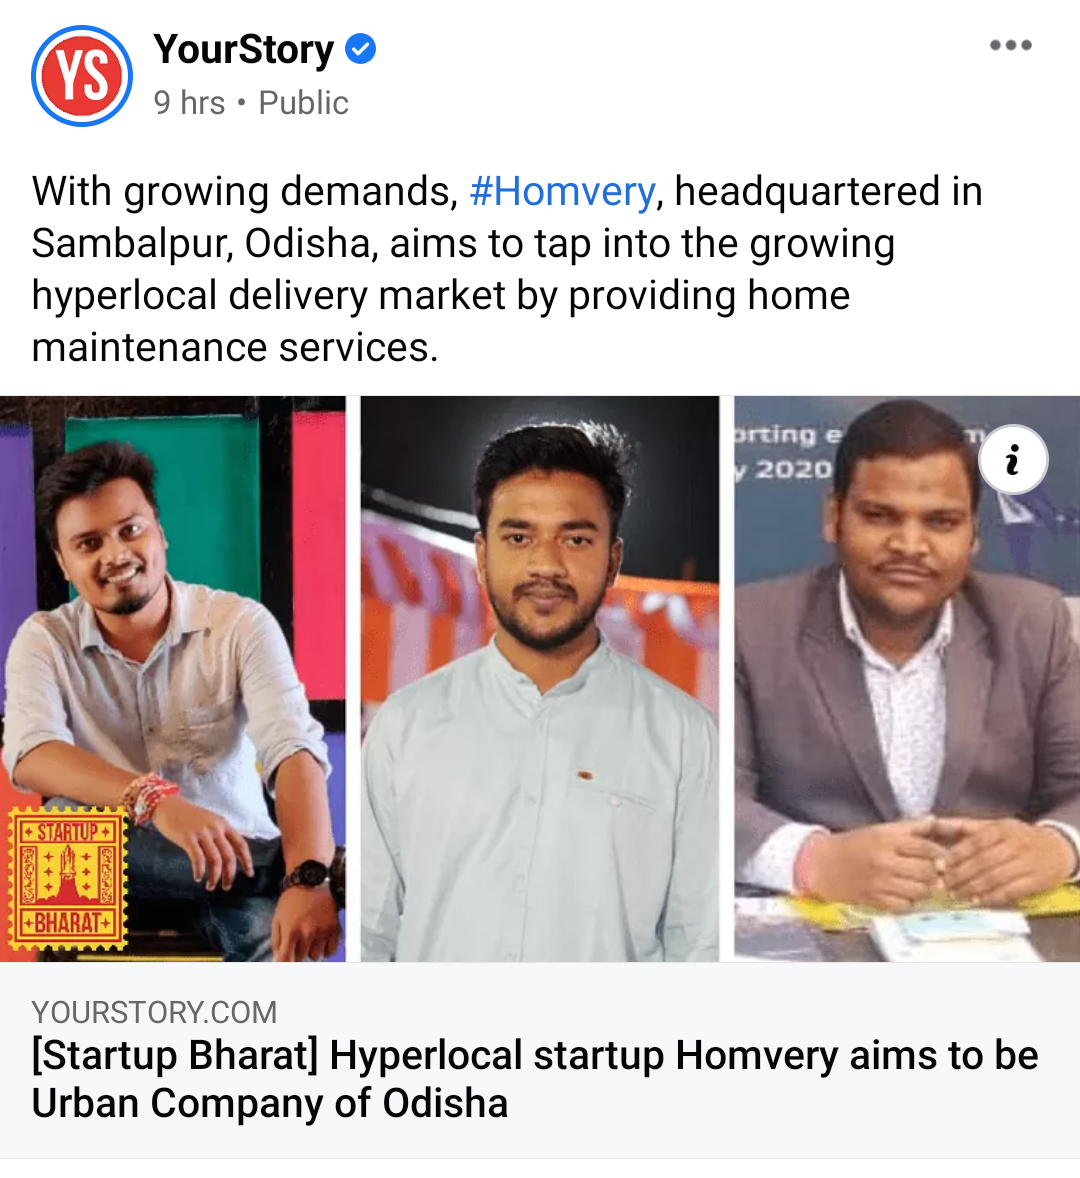 YS
YourStory
9 hrs • Public
With growing demands, #Homvery, headquartered in
Sambalpur, Odisha, aims to tap into the growing
hyperlocal delivery market by providing home
maintenance services.
orting e
y 2020
i
STARTUP
BHARAT
YOURSTORY.COM
[Startup Bharat] Hyperlocal startup Homvery aims to be
Urban Company of Odisha